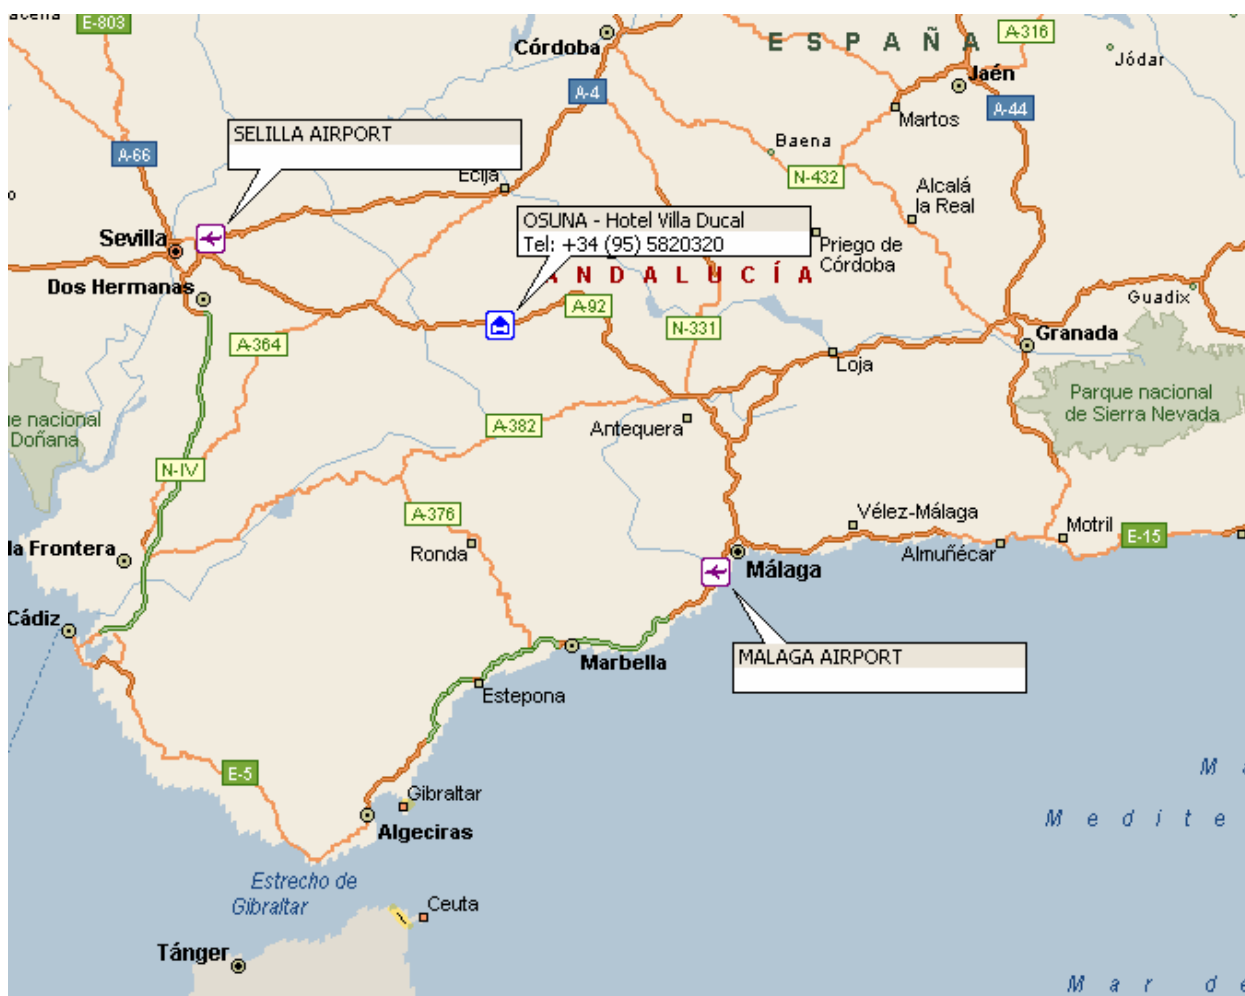 E-803
Córdoba
E S P A Ñ A
A-316
Jódar
Jaén
A-4
A-44
Martos
SELILLA AIRPORT
A-66
Baena
Ecija
N-432
Alcalá
la Real
OSUNA - Hotel Villa Ducal
Tel: +34 (95) 5820320
Sevilla
Priego de
Córdoba
A N D A L U C Í A
Dos Hermanas
Guadix
A-92
N-331
A-364
Granada
Loja
Parque nacional
de Sierra Nevada
nacional
Doñana
A-382
Antequera
N-IV
A-376
Vélez-Málaga
Motril
E-15
la Frontera
Ronda
Almuñécar
Málaga
Cádiz
Marbella
MALAGA AIRPORT
Estepona
E-5
Gibraltar
Algeciras
M
M e d i t e
Estrecho de
Gibraltar
Ceuta
Tánger
M a r d e